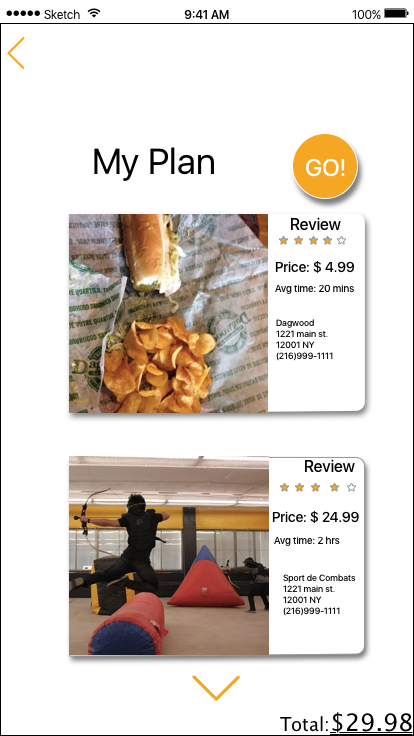 Sketch 9:41 AM 100%
My Plan
GO!
Review
Price: $ 4.99
Avg time: 20 mins
Dagwood
1221 main st.
12001 NY
(216)999-1111
Review
Price: $ 24.99
Avg time: 2 hrs
Sport de Combats
1221 main st.
12001 NY
(216)999-1111
Total:$29.98